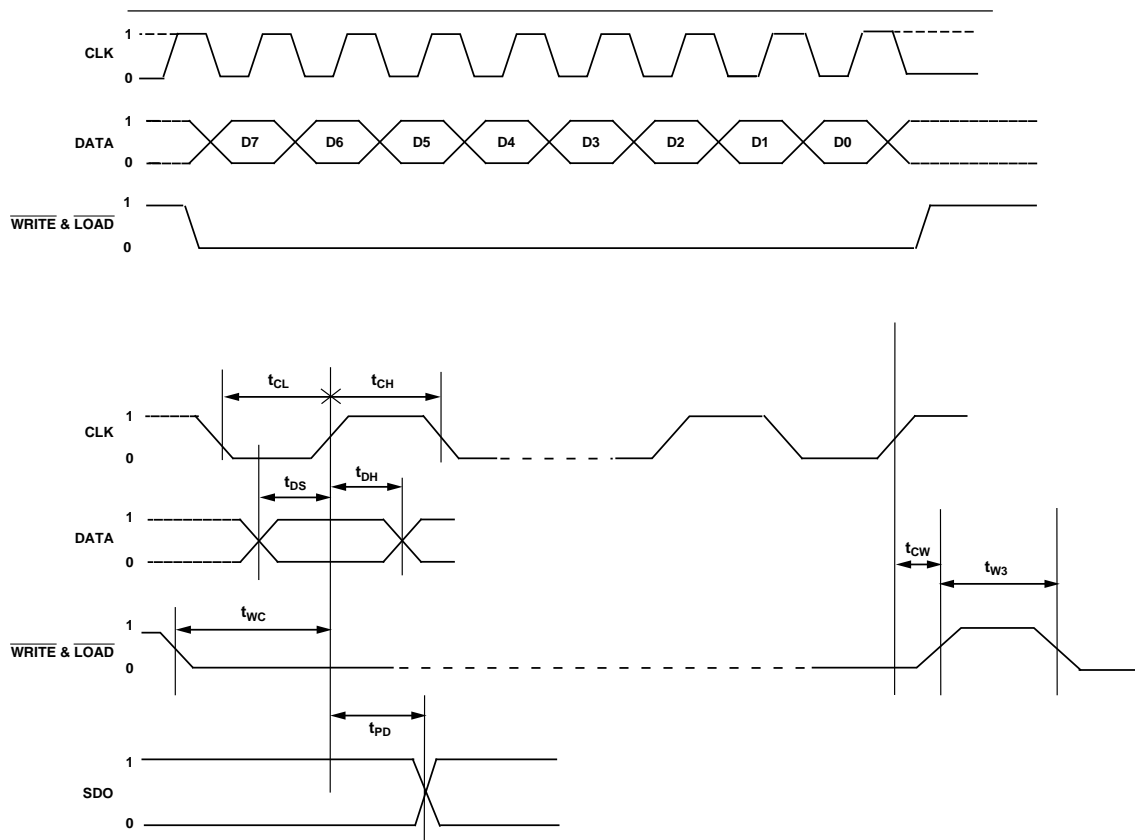 1
CLK
0
1
DATA
0
D7 D6 D5 D4 D3 D2 D1 D0
1
WRITE & LOAD
0
tCL tCH
1
CLK
0
tDS tDH
1
DATA
0
tCW
tW3
tWC
1
WRITE & LOAD
0
tPD
1
SDO
0